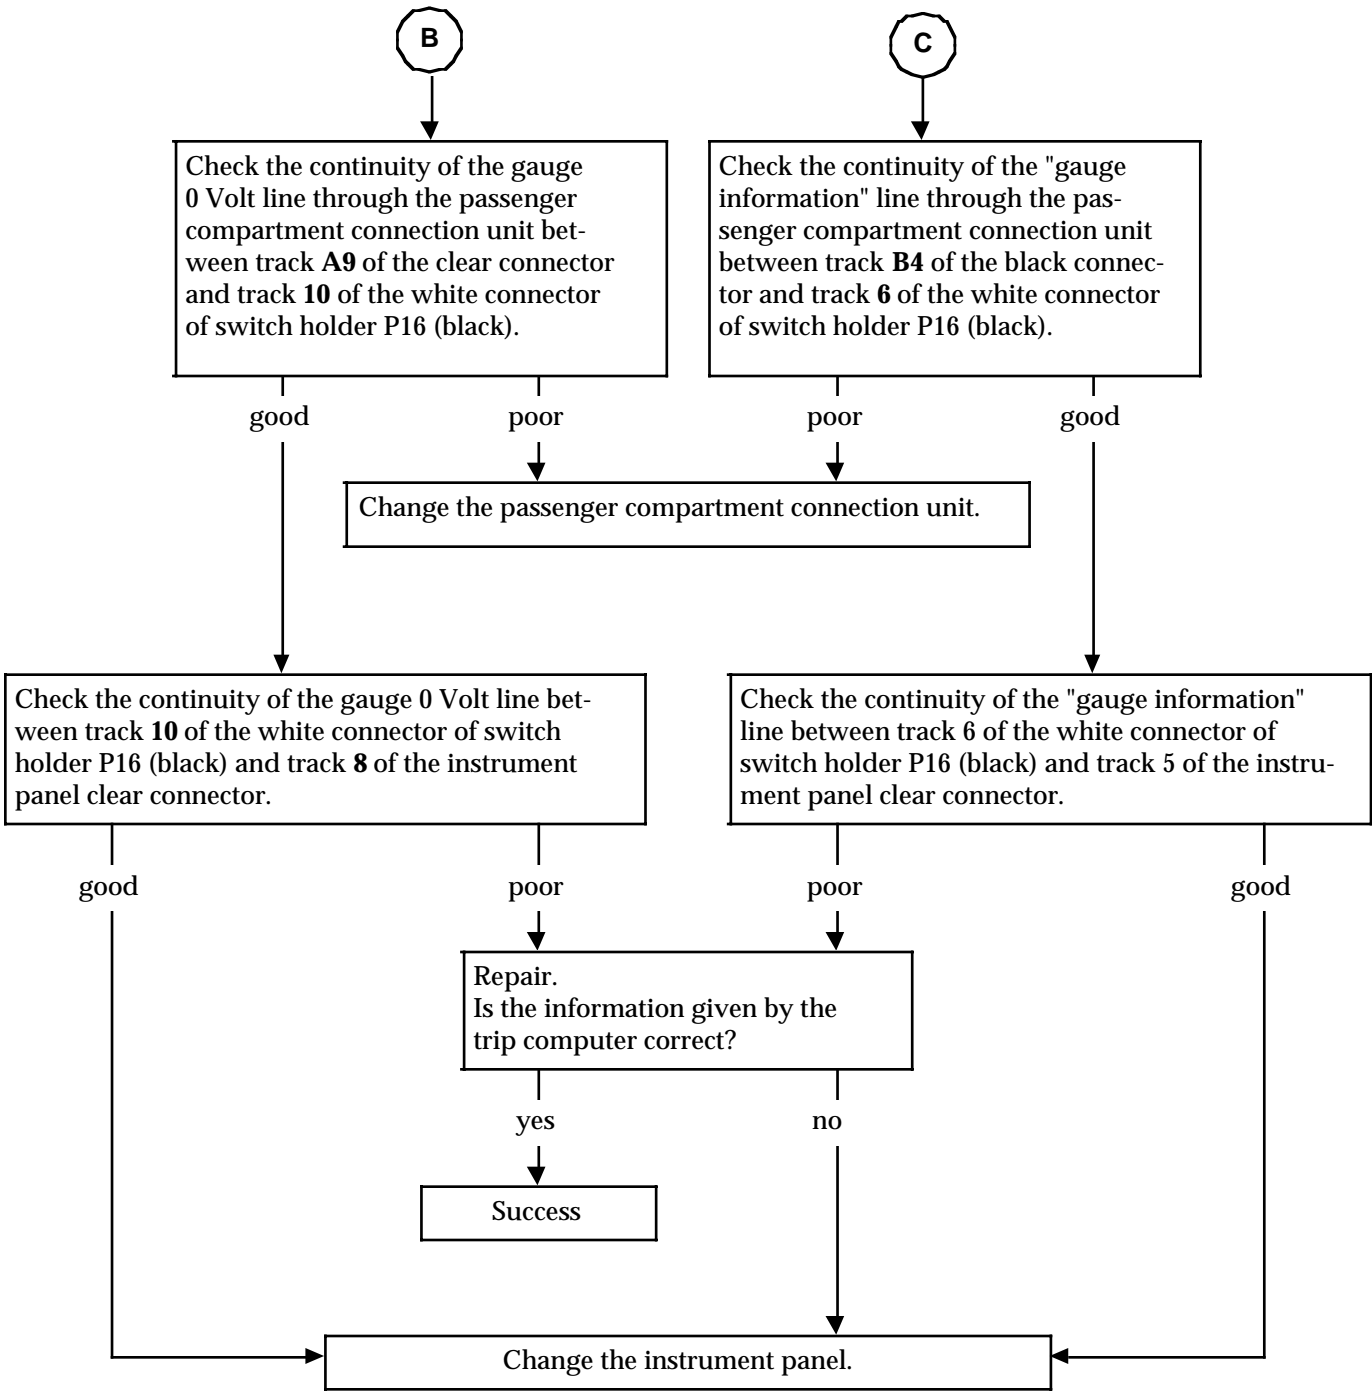 B
C
Check the continuity of the gauge
0 Volt line through the passenger
compartment connection unit bet-
ween track A9 of the clear connector
and track 10 of the white connector
of switch holder P16 (black).
Check the continuity of the "gauge
information" line through the pas-
senger compartment connection unit
between track B4 of the black connec-
tor and track 6 of the white connector
of switch holder P16 (black).
good
poor
poor
good
Change the passenger compartment connection unit.
Check the continuity of the gauge 0 Volt line bet-
ween track 10 of the white connector of switch
holder P16 (black) and track 8 of the instrument
panel clear connector.
Check the continuity of the "gauge information"
line between track 6 of the white connector of
switch holder P16 (black) and track 5 of the instru-
ment panel clear connector.
good
poor
poor
good
Repair.
Is the information given by the
trip computer correct?
yes
no
Success
Change the instrument panel.